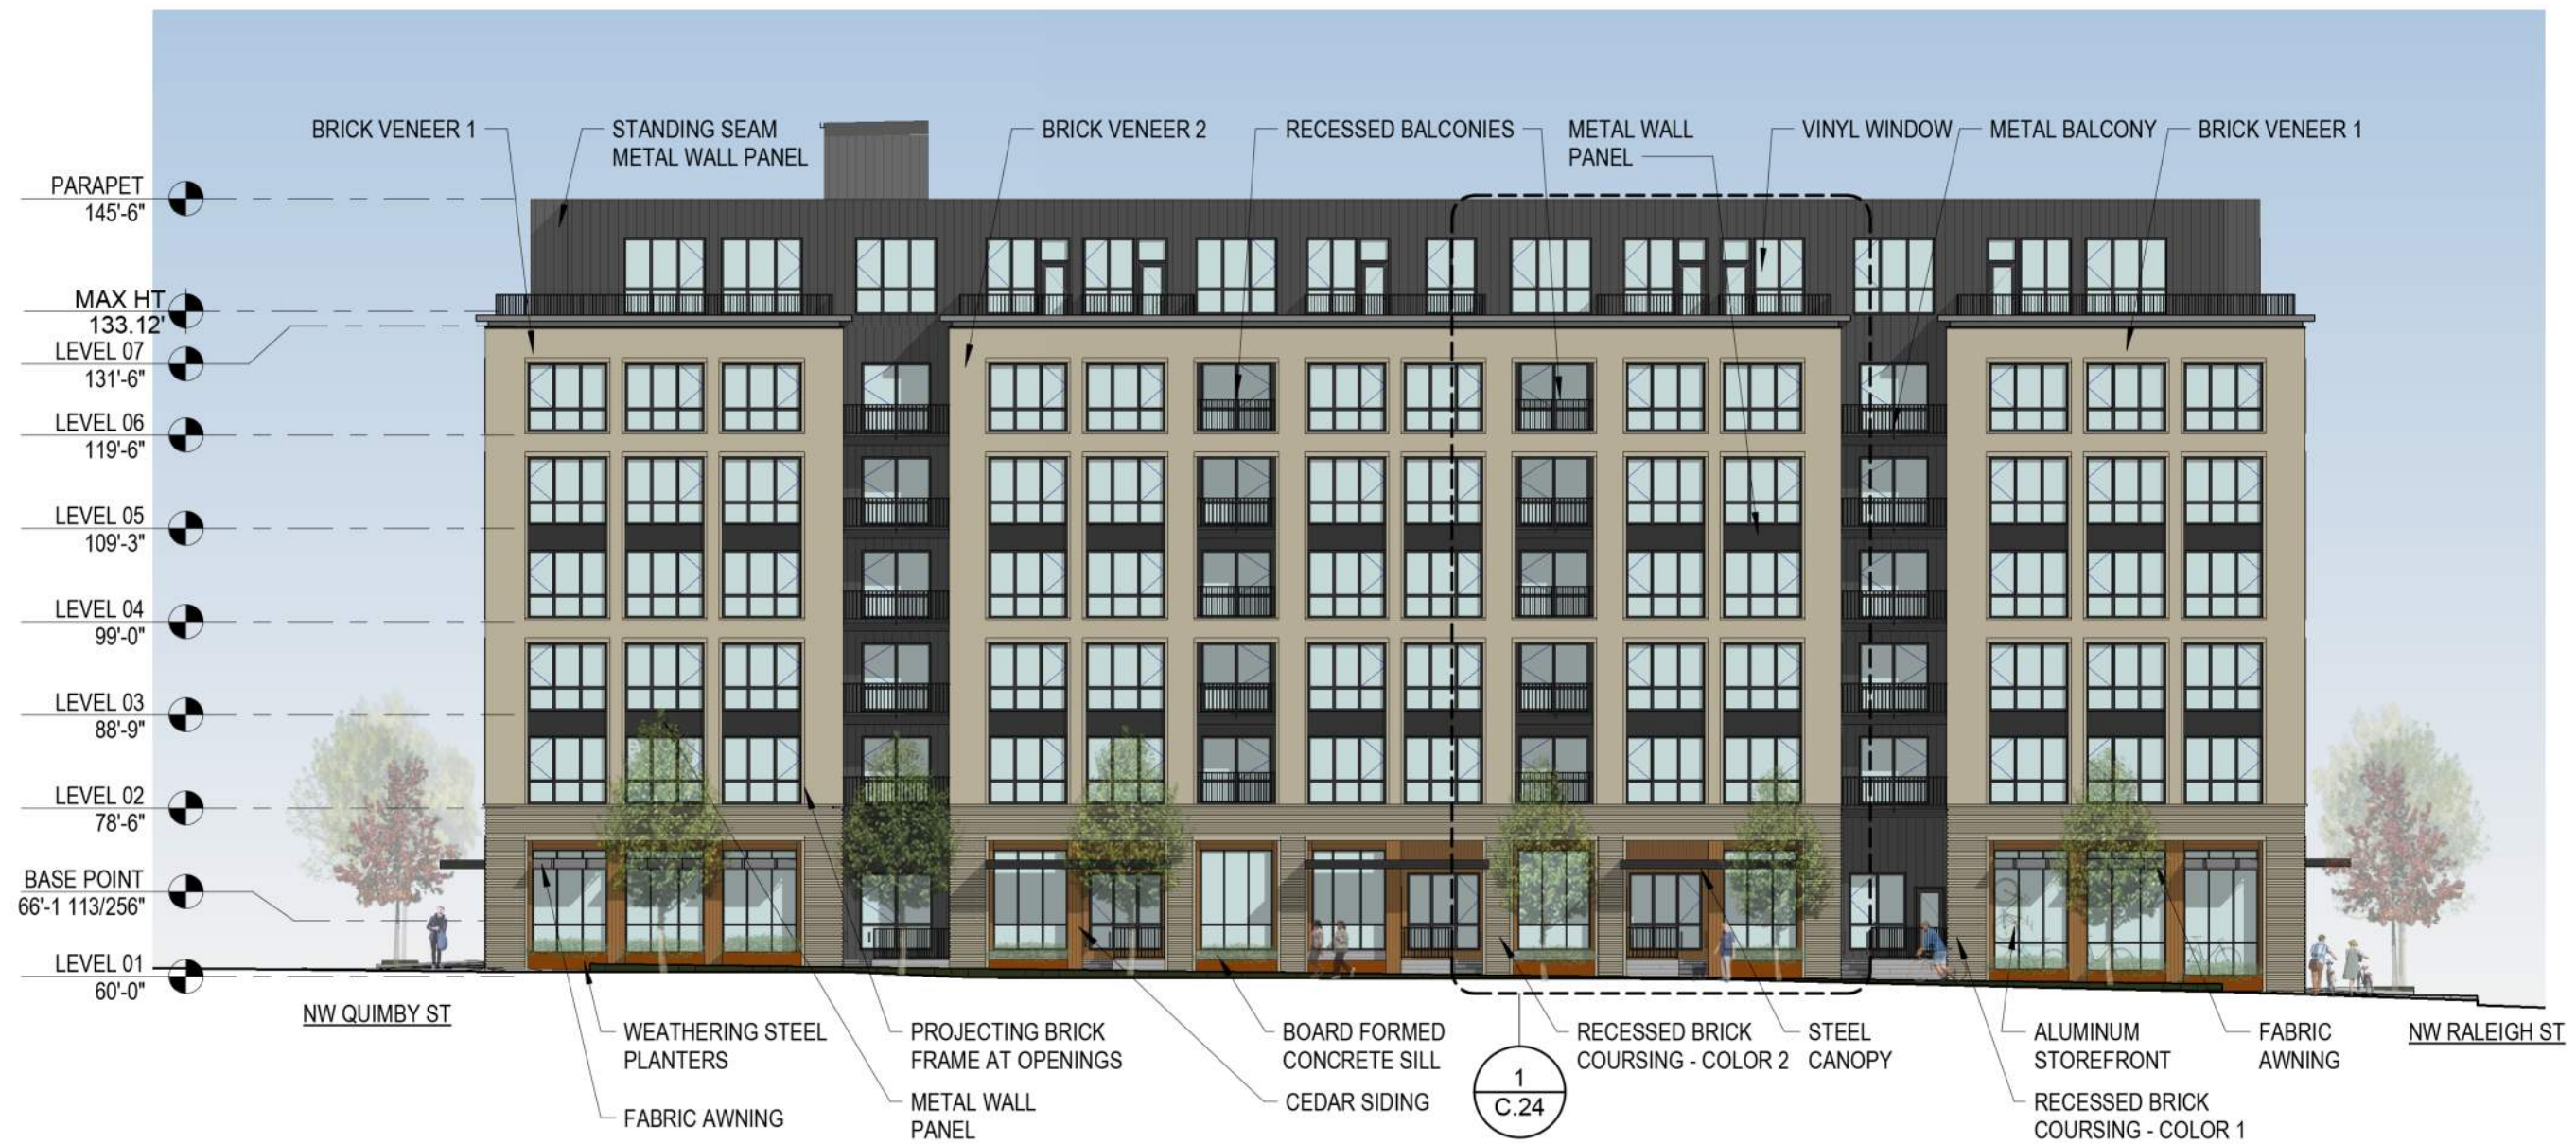 BRICK VENEER 1
STANDING SEAM
METAL WALL PANEL
BRICK VENEER 2
RECESSED BALCONIES
METAL WALL
PANEL
VINYL WINDOW
METAL BALCONY
BRICK VENEER 1
PARAPET
145'-6"
MAX HT
133.12'
LEVEL 07
131'-6"
LEVEL 06
119'-6"
LEVEL 05
109'-3"
LEVEL 04
99'-0"
LEVEL 03
88'-9"
LEVEL 02
78'-6"
BASE POINT
66'-1 113/256"
LEVEL 01
60'-0"
NW QUIMBY ST
WEATHERING STEEL
PLANTERS
FABRIC AWNING
PROJECTING BRICK
FRAME AT OPENINGS
METAL WALL
PANEL
BOARD FORMED
CONCRETE SILL
CEDAR SIDING
1
C.24
RECESSED BRICK
COURSING - COLOR 2
STEEL
CANOPY
ALUMINUM
STOREFRONT
RECESSED BRICK
COURSING - COLOR 1
FABRIC
AWNING
NW RALEIGH ST